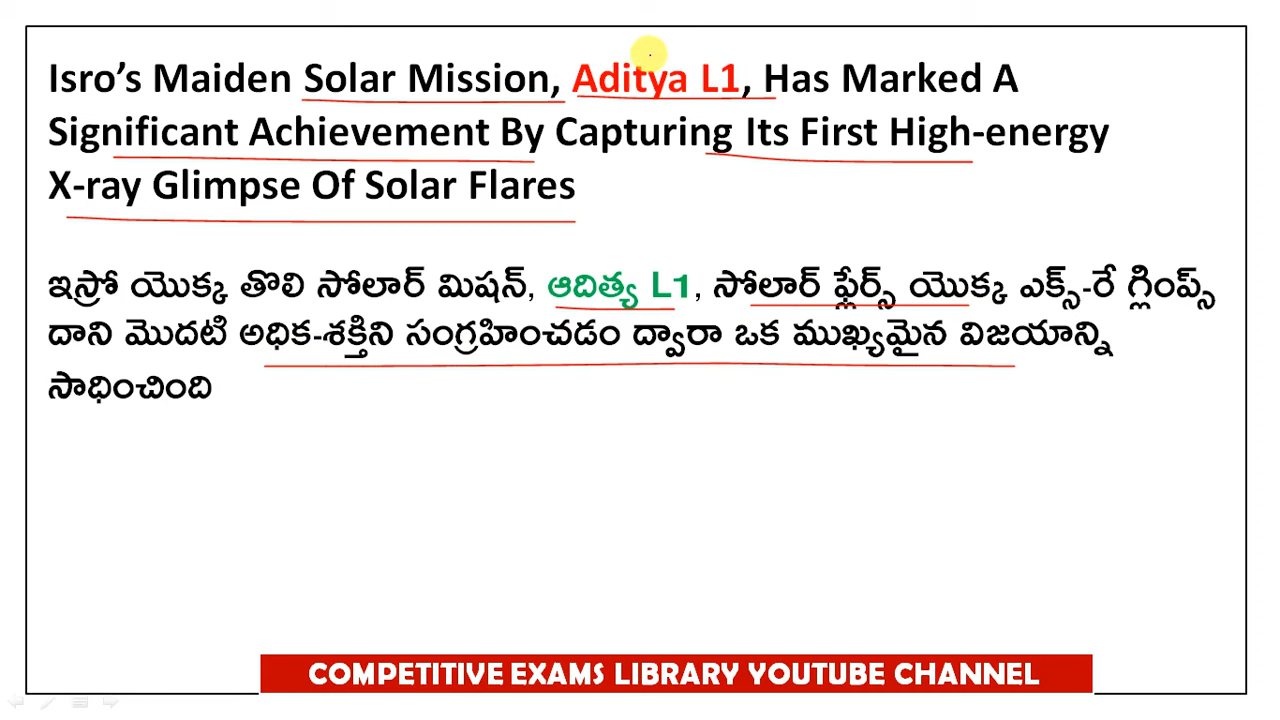 Isro’s Maiden Solar Mission, Aditya L1, Has Marked A
Significant Achievement By Capturing Its First High-energy
X-ray Glimpse Of Solar Flares
ఇస్రో యొక్క తొలి సోలార్ మిషన్, ఆదిత్య L1, సోలార్ ఫ్లేర్స్ యొక్క ఎక్స్-రే గ్లింప్స్
దాని మొదటి అధిక-శక్తిని సంగ్రహించడం ద్వారా ఒక ముఖ్యమైన విజయాన్ని
సాధించింది
COMPETITIVE EXAMS LIBRARY YOUTUBE CHANNEL